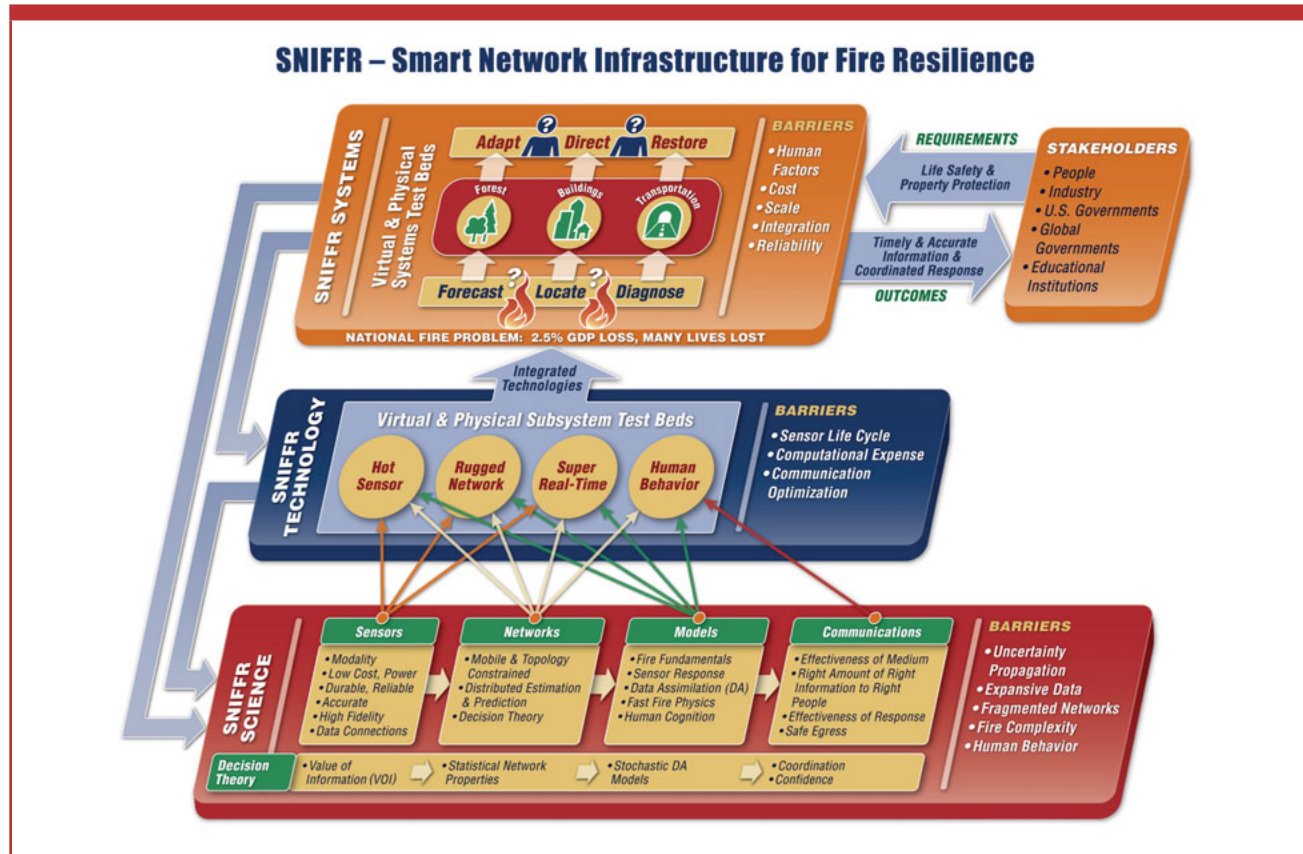 SNIFFR – Smart Network Infrastructure for Fire Resilience
SNIFFR SYSTEMS
Virtual & Physical
Systems Test Beds
Adapt ? Direct ? Restore
Forest
Buildings
Transportation
Forecast ? Locate ? Diagnose
NATIONAL FIRE PROBLEM: 2.5% GDP LOSS, MANY LIVES LOST
BARRIERS
• Human
Factors
• Cost
• Scale
• Integration
• Reliability
REQUIREMENTS
Life Safety &
Property Protection
Timely & Accurate
Information &
Coordinated Response
OUTCOMES
STAKEHOLDERS
• People
• Industry
• U.S. Governments
• Global
Governments
• Educational
Institutions
Integrated
Technologies
SNIFFR
TECHNOLOGY
Virtual & Physical Subsystem Test Beds
Hot
Sensor
Rugged
Network
Super
Real-Time
Human
Behavior
BARRIERS
• Sensor Life Cycle
• Computational Expense
• Communication
Optimization
SNIFFR
SCIENCE
Sensors
• Modality
• Low Cost, Power
• Durable, Reliable
• Accurate
• High Fidelity
• Data Connections
Networks
• Mobile & Topology
Constrained
• Distributed Estimation
& Prediction
• Decision Theory
Models
• Fire Fundamentals
• Sensor Response
• Data Assimilation (DA)
• Fast Fire Physics
• Human Cognition
Communications
• Effectiveness of Medium
• Right Amount of Right
Information to Right
People
• Effectiveness of Response
• Safe Egress
BARRIERS
• Uncertainty
Propagation
• Expansive Data
• Fragmented Networks
• Fire Complexity
• Human Behavior
Decision
Theory
• Value of
Information (VOI)
• Statistical Network
Properties
• Stochastic DA
Models
• Coordination
• Confidence